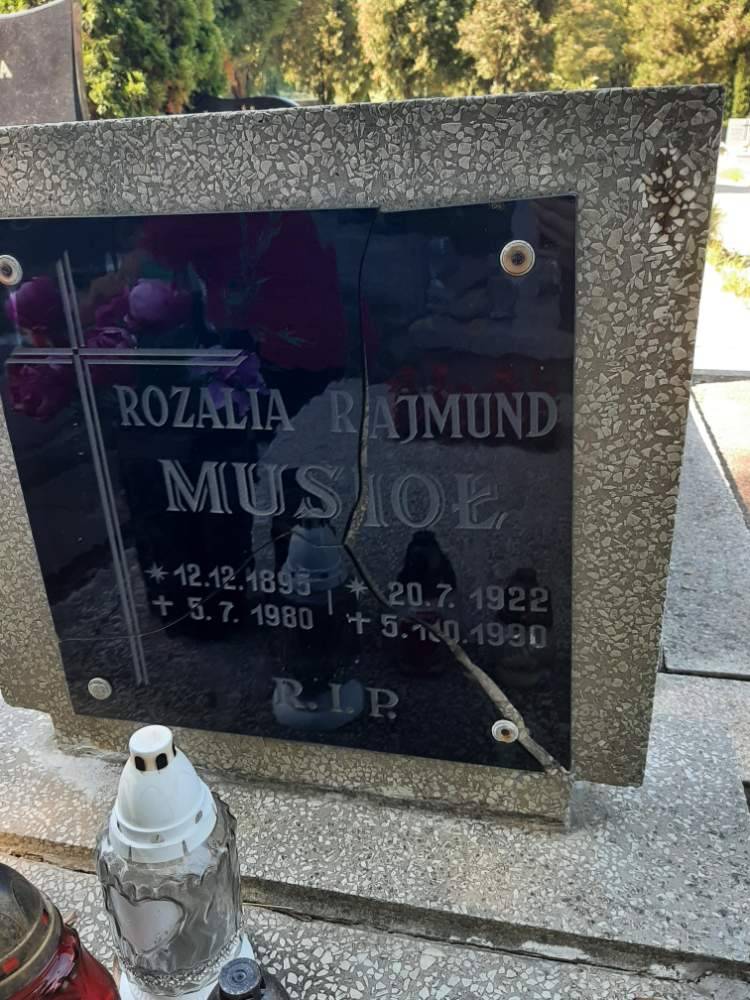 ROZALIA RAJMUND
MUSIOŁ
* 12.12.1895 * 20.7. 1922
+ 5.7. 1980 + 5.10.1990
R.I.P.